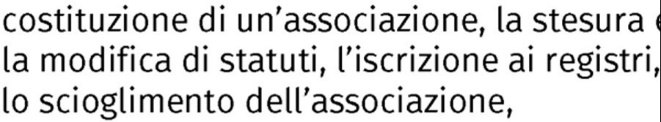 costituzione di un’associazione, la stesura
la modifica di statuti, l’iscrizione ai registri,
lo scioglimento dell’associazione,